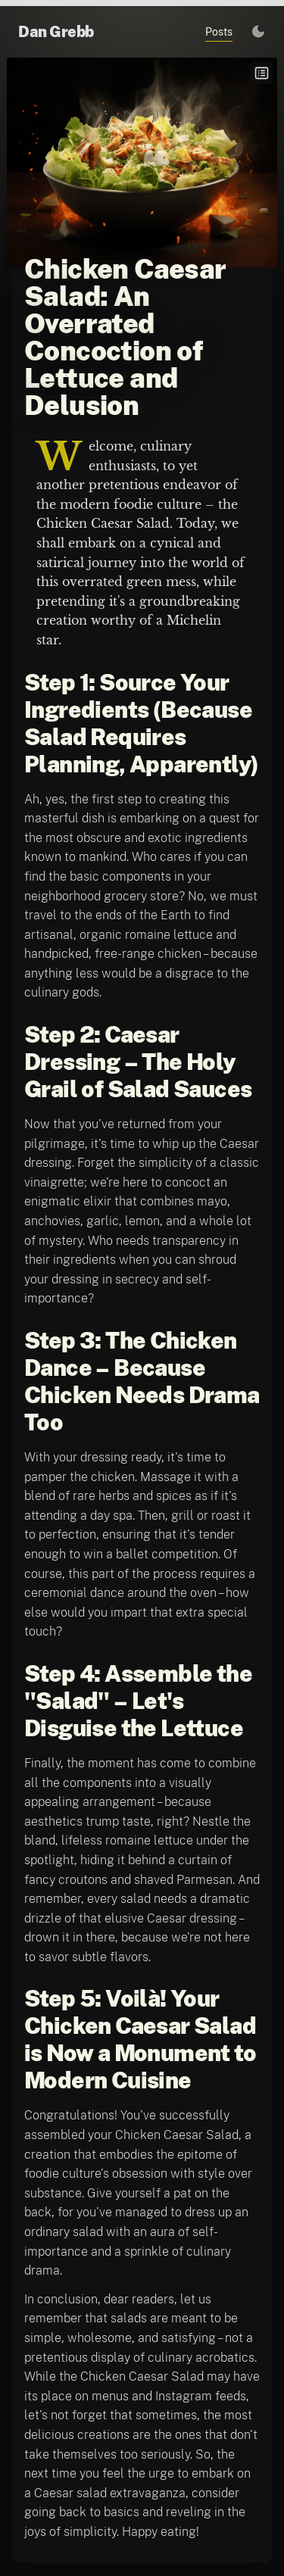 Dan Grebb
Posts
Chicken Caesar
Salad: An
Overrated
Concoction of
Lettuce and
Delusion
Welcome, culinary
enthusiasts, to yet
another pretentious endeavor of
the modern foodie culture – the
Chicken Caesar Salad. Today, we
shall embark on a cynical and
satirical journey into the world of
this overrated green mess, while
pretending it's a groundbreaking
creation worthy of a Michelin
star.
Step 1: Source Your
Ingredients (Because
Salad Requires
Planning, Apparently)
Ah, yes, the first step to creating this
masterful dish is embarking on a quest for
the most obscure and exotic ingredients
known to mankind. Who cares if you can
find the basic components in your
neighborhood grocery store? No, we must
travel to the ends of the Earth to find
artisanal, organic romaine lettuce and
handpicked, free-range chicken – because
anything less would be a disgrace to the
culinary gods.
Step 2: Caesar
Dressing – The Holy
Grail of Salad Sauces
Now that you've returned from your
pilgrimage, it's time to whip up the Caesar
dressing. Forget the simplicity of a classic
vinaigrette; we're here to concoct an
enigmatic elixir that combines mayo,
anchovies, garlic, lemon, and a whole lot
of mystery. Who needs transparency in
their ingredients when you can shroud
your dressing in secrecy and self-
importance?
Step 3: The Chicken
Dance – Because
Chicken Needs Drama
Too
With your dressing ready, it's time to
pamper the chicken. Massage it with a
blend of rare herbs and spices as if it's
attending a day spa. Then, grill or roast it
to perfection, ensuring that it's tender
enough to win a ballet competition. Of
course, this part of the process requires a
ceremonial dance around the oven – how
else would you impart that extra special
touch?
Step 4: Assemble the
"Salad" – Let's
Disguise the Lettuce
Finally, the moment has come to combine
all the components into a visually
appealing arrangement – because
aesthetics trump taste, right? Nestle the
bland, lifeless romaine lettuce under the
spotlight, hiding it behind a curtain of
fancy croutons and shaved Parmesan. And
remember, every salad needs a dramatic
drizzle of that elusive Caesar dressing –
drown it in there, because we're not here
to savor subtle flavors.
Step 5: Voilà! Your
Chicken Caesar Salad
is Now a Monument to
Modern Cuisine
Congratulations! You've successfully
assembled your Chicken Caesar Salad, a
creation that embodies the epitome of
foodie culture's obsession with style over
substance. Give yourself a pat on the
back, for you've managed to dress up an
ordinary salad with an aura of self-
importance and a sprinkle of culinary
drama.
In conclusion, dear readers, let us
remember that salads are meant to be
simple, wholesome, and satisfying – not a
pretentious display of culinary acrobatics.
While the Chicken Caesar Salad may have
its place on menus and Instagram feeds,
let's not forget that sometimes, the most
delicious creations are the ones that don't
take themselves too seriously. So, the
next time you feel the urge to embark on
a Caesar salad extravaganza, consider
going back to basics and reveling in the
joys of simplicity. Happy eating!